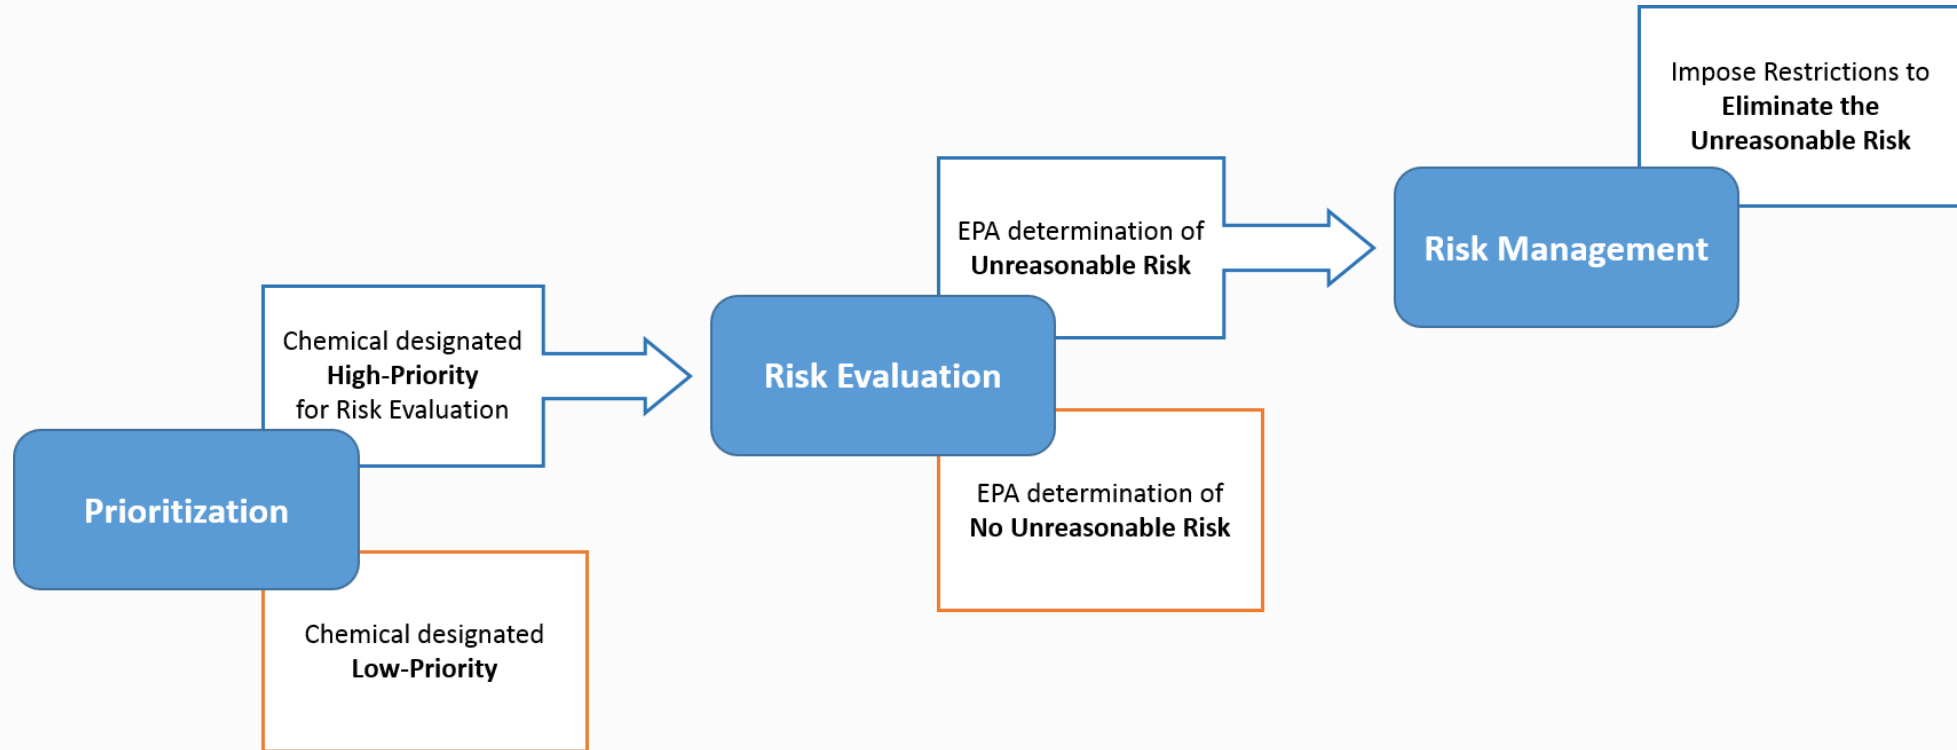 Prioritization
Chemical designated
High-Priority
for Risk Evaluation
Chemical designated
Low-Priority
Risk Evaluation
EPA determination of
Unreasonable Risk
EPA determination of
No Unreasonable Risk
Risk Management
Impose Restrictions to
Eliminate the
Unreasonable Risk